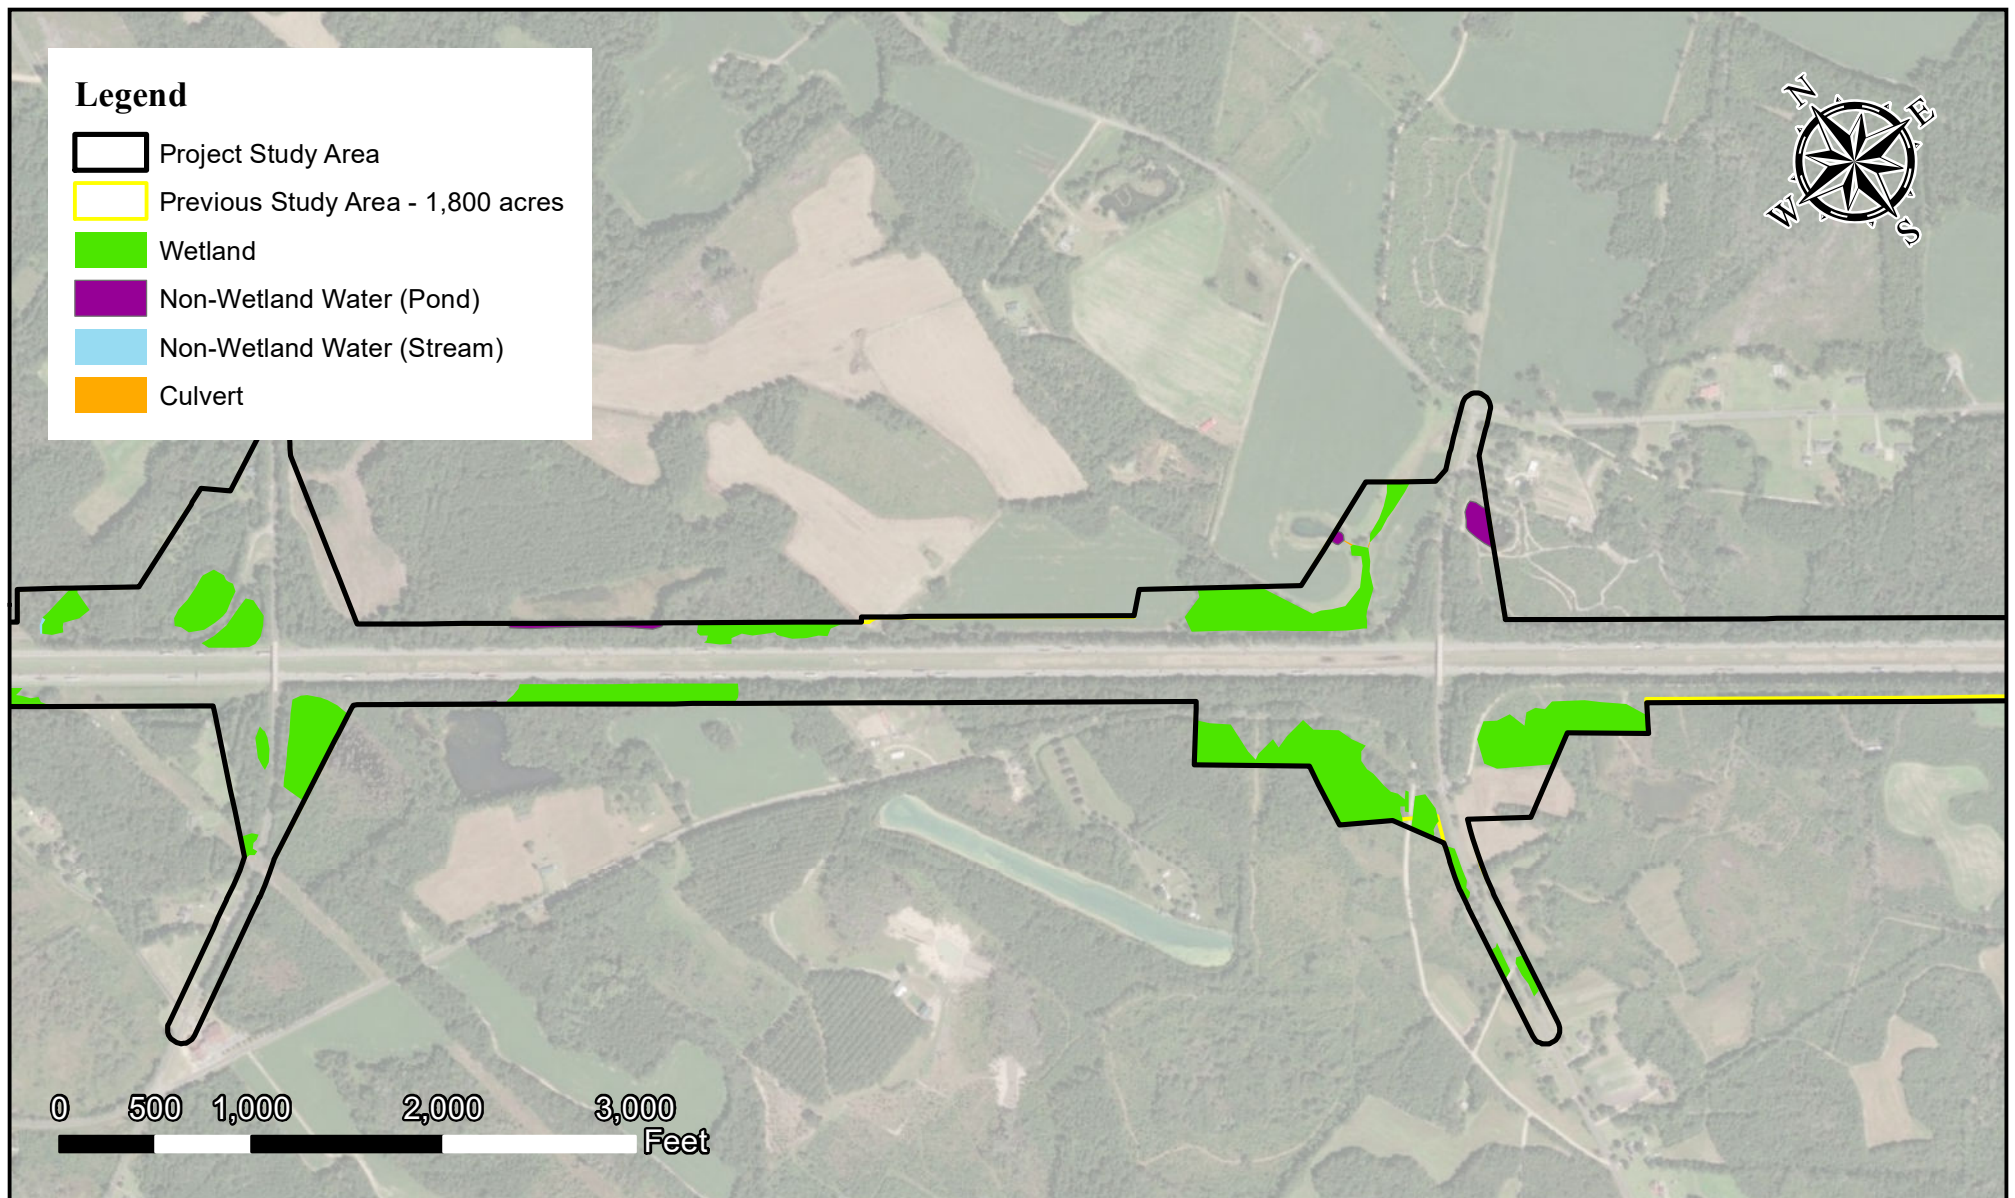 Legend
Project Study Area
Previous Study Area - 1,800 acres
Wetland
Non-Wetland Water (Pond)
Non-Wetland Water (Stream)
Culvert
N
E
W
S
0 500 1,000 2,000 3,000
Feet